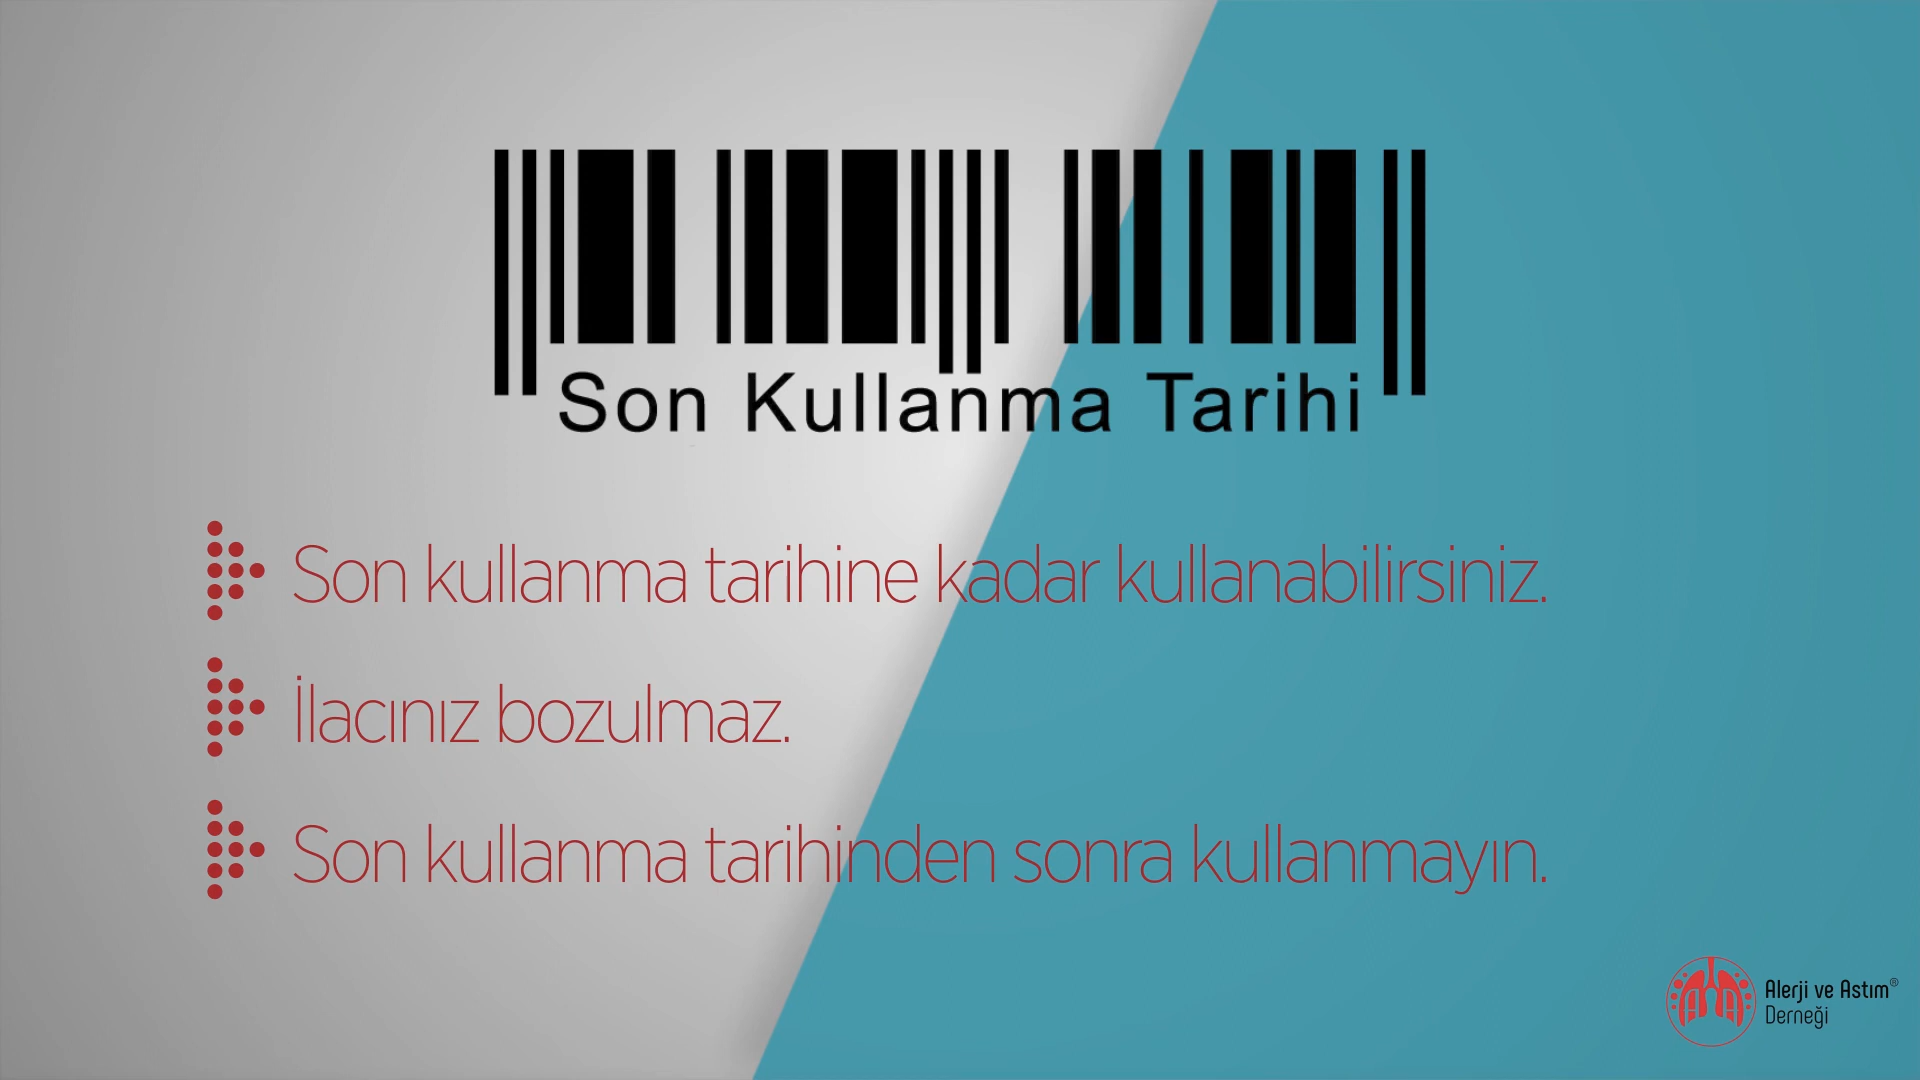 Son Kullanma Tarihi
Son kullanma tarihine kadar kullanabilirsiniz.
İlacınız bozulmaz.
Son kullanma tarihinden sonra kullanmayın.
Alerji ve Astım®
Derneği